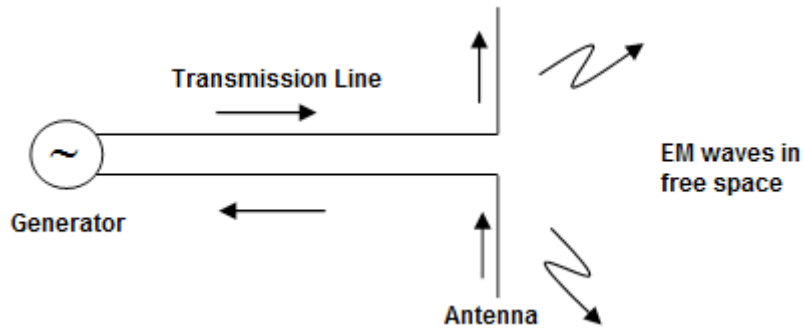 Transmission Line
~
Generator
EM waves in
free space
Antenna